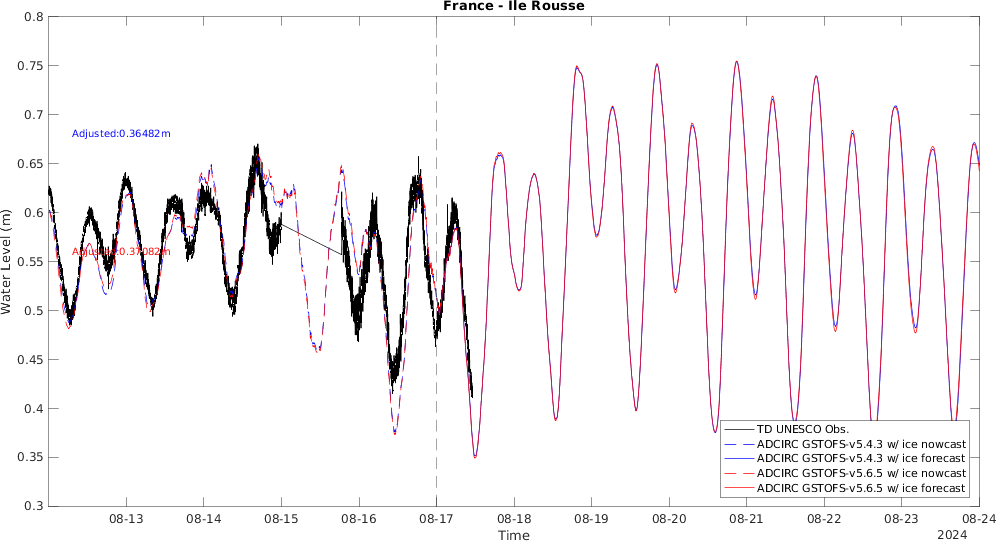 France - Ile Rousse
0.8
0.75
0.7
0.65
0.6
0.55
0.5
0.45
0.4
0.35
0.3
Water Level (m)
Adjusted:0.36482m
Adjusted:0.37082m
TD UNESCO Obs.
ADCIRC GSTOFS-v5.4.3 w/ ice nowcast
ADCIRC GSTOFS-v5.4.3 w/ ice forecast
ADCIRC GSTOFS-v5.6.5 w/ ice nowcast
ADCIRC GSTOFS-v5.6.5 w/ ice forecast
08-13 08-14 08-15 08-16 08-17 08-18 08-19 08-20 08-21 08-22 08-23 08-24
Time
2024